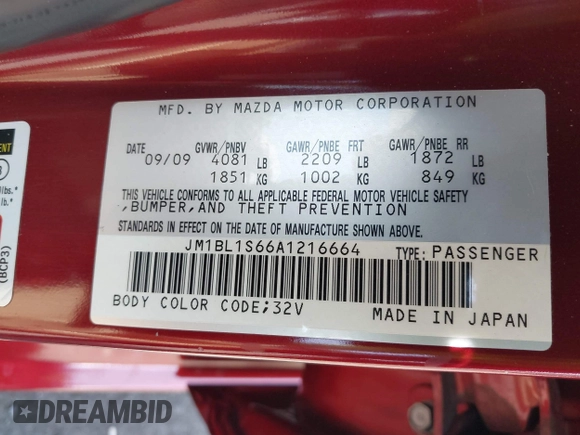 MFD. BY MAZDA MOTOR CORPORATION
DATE GVWR/PNBV GAWR/PNBE FRT GAWR/PNBE RR
09/09 4081 LB 2209 LB 1872 LB
1851 KG 1002 KG 849 KG
THIS VEHICLE CONFORMS TO ALL APPLICABLE FEDERAL MOTOR VEHICLE SAFETY
,BUMPER,AND THEFT PREVENTION
STANDARDS IN EFFECT ON THE DATE OF MANUFACTURE SHOWN ABOVE.
JM1BL1S66A1216664 TYPE: PASSENGER
BODY COLOR CODE;32V MADE IN JAPAN
(BCP3)
DREAMBID